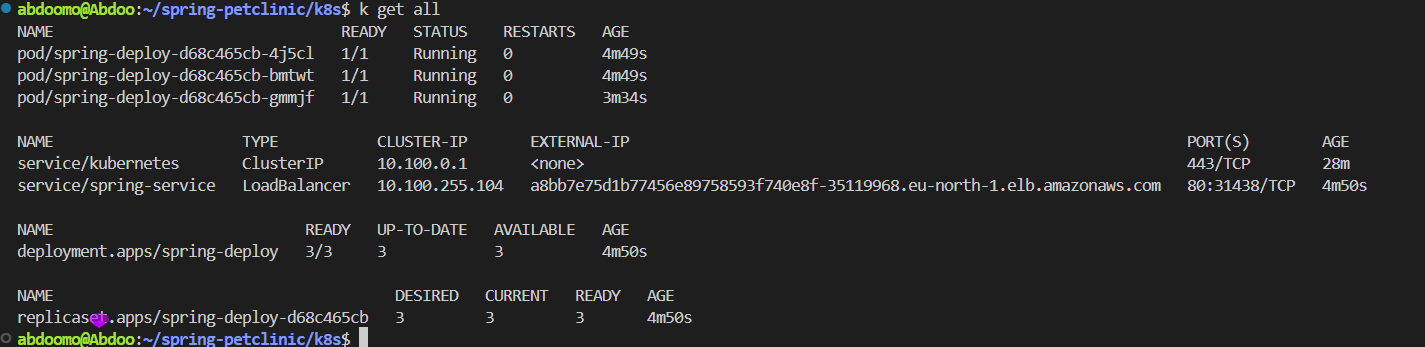 abdoomo@Abdoo:~/spring-petclinic/k8s$ k get all
NAME READY STATUS RESTARTS AGE
pod/spring-deploy-d68c465cb-4j5cl 1/1 Running 0 4m49s
pod/spring-deploy-d68c465cb-bmtwt 1/1 Running 0 4m49s
pod/spring-deploy-d68c465cb-gmmjf 1/1 Running 0 3m34s
NAME TYPE CLUSTER-IP EXTERNAL-IP PORT(S) AGE
service/kubernetes ClusterIP 10.100.0.1 <none> 443/TCP 28m
service/spring-service LoadBalancer 10.100.255.104 a8bb7e75d1b77456e89758593f740e8f-35119968.eu-north-1.elb.amazonaws.com 80:31438/TCP 4m50s
NAME READY UP-TO-DATE AVAILABLE AGE
deployment.apps/spring-deploy 3/3 3 3 4m50s
NAME DESIRED CURRENT READY AGE
replicaset.apps/spring-deploy-d68c465cb 3 3 3 4m50s
abdoomo@Abdoo:~/spring-petclinic/k8s$